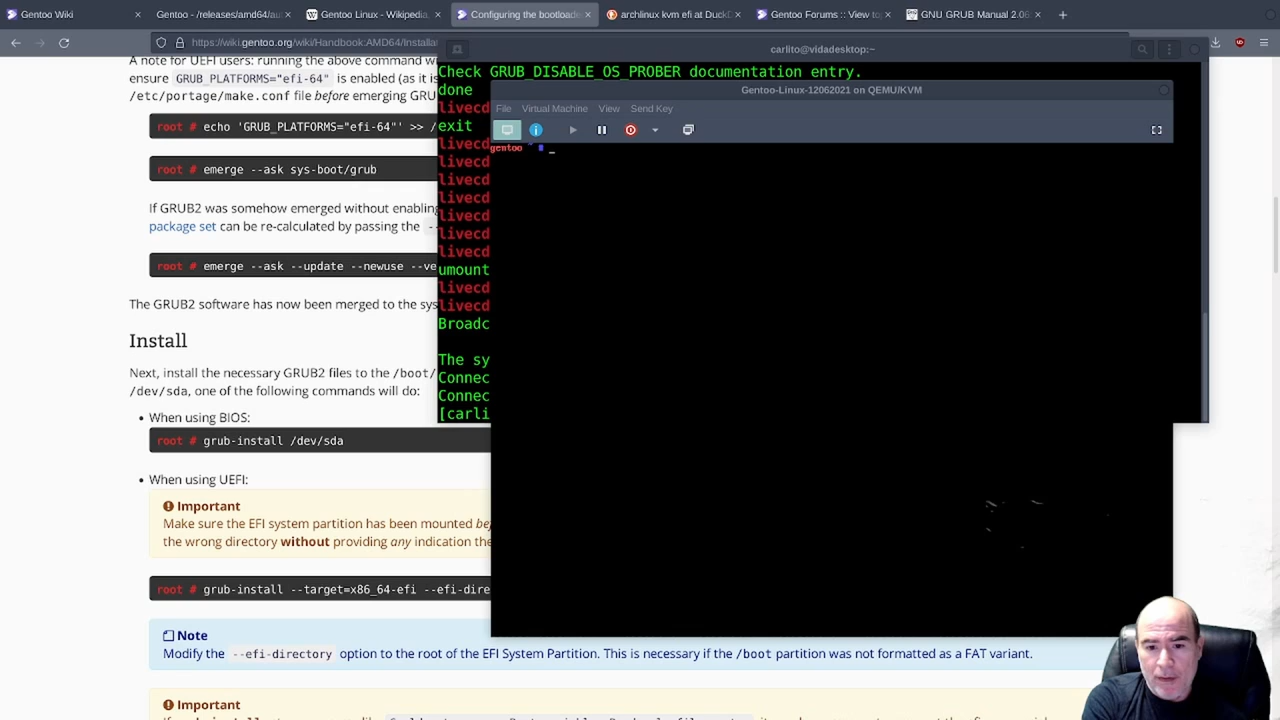 Gentoo Wiki
Gentoo - /releases/amd64/au
Gentoo Linux - Wikipedia,
Configuring the bootloade
archlinux kvm efi at DuckD
Gentoo Forums :: View to
GNU GRUB Manual 2.06
https://wiki.gentoo.org/wiki/Handbook:AMD64/Installa
carlito@vidadesktop:~
A note for UEFI users: running the above command wi
ensure GRUB_PLATFORMS="efi-64" is enabled (as it is
/etc/portage/make.conf file before emerging GRU
root # echo 'GRUB_PLATFORMS="efi-64"' >> /
root # emerge --ask sys-boot/grub
If GRUB2 was somehow emerged without enabling
package set can be re-calculated by passing the
root # emerge --ask --update --newuse --ve
The GRUB2 software has now been merged to the sys
Install
Next, install the necessary GRUB2 files to the /boot/
/dev/sda, one of the following commands will do:
• When using BIOS:
root # grub-install /dev/sda
• When using UEFI:
Important
Make sure the EFI system partition has been mounted
the wrong directory without providing any indication the
root # grub-install --target=x86_64-efi --efi-dire
Note
Modify the --efi-directory option to the root of the EFI System Partition. This is necessary if the /boot partition was not formatted as a FAT variant.
Important
Check GRUB_DISABLE_OS_PROBER documentation entry.
done
livecd
exit
livecd
livecd
livecd
livecd
livecd
livecd
livecd
umount
livecd
livecd
Broadc
The sy
Connec
Connec
[carli
Gentoo-Linux-12062021 on QEMU/KVM
File Virtual Machine View Send Key
gentoo ~ # _